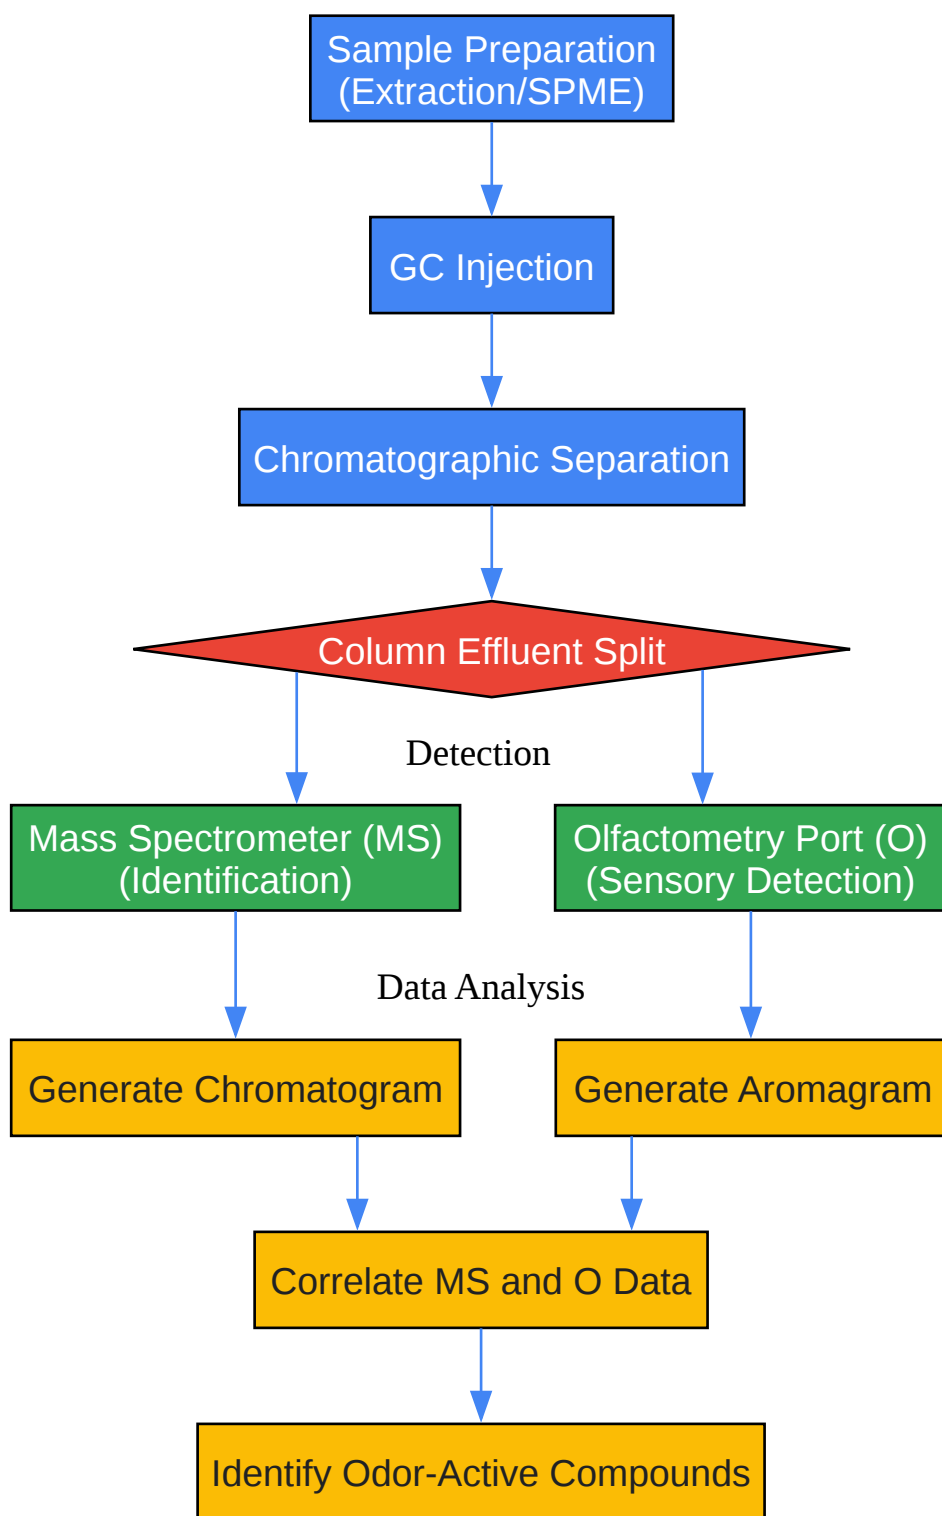 Sample Preparation
(Extraction/SPME)
GC Injection
Chromatographic Separation
Column Effluent Split
Detection
Mass Spectrometer (MS)
(Identification)
Olfactometry Port (O)
(Sensory Detection)
Data Analysis
Generate Chromatogram
Generate Aromagram
Correlate MS and O Data
Identify Odor-Active Compounds